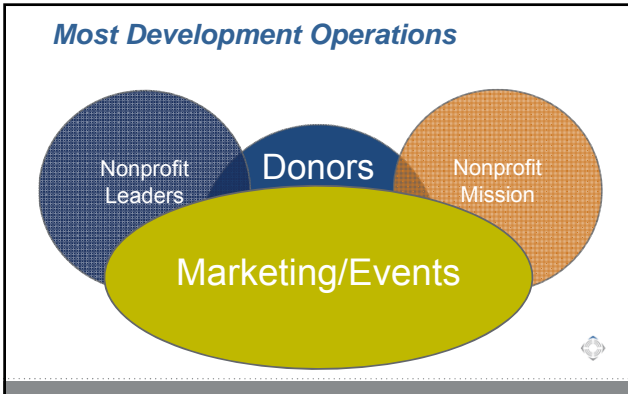 Most Development Operations
Nonprofit
Leaders
Donors
Nonprofit
Mission
Marketing/Events